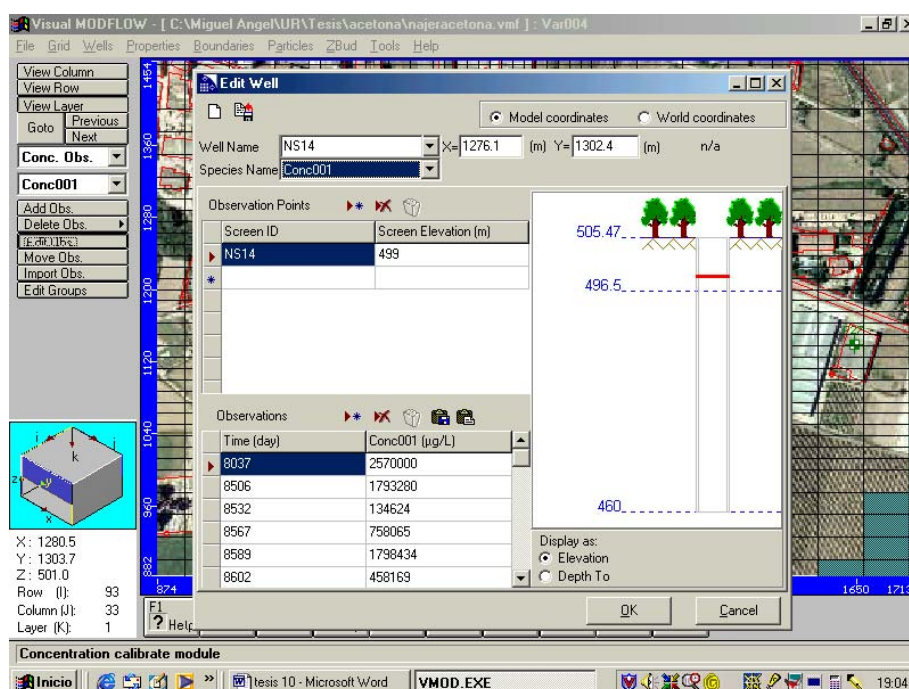 Visual MODFLOW - [ C:\Miguel Angel\UR\Tesis\acetona\najeracetona.vmf ] : Var004
File Grid Wells Properties Boundaries Particles ZBud Tools Help
View Column
View Row
View Layer
Goto Previous
Next
Conc. Obs.
Conc001
Add Obs.
Delete Obs.
Edit Obs.
Move Obs.
Import Obs.
Edit Groups
1454
1360
1280
1200
1120
1040
960
882
874
1650 1713
Edit Well
Model coordinates World coordinates
Well Name NS14 X= 1276.1 (m) Y= 1302.4 (m) n/a
Species Name Conc001
Observation Points
Screen ID Screen Elevation (m)
NS14 499
505.47
496.5
460
Observations
Time (day) Conc001 (µg/L)
8037 2570000
8506 1793280
8532 134624
8567 758065
8589 1798434
8602 458169
Display as:
Elevation
Depth To
OK Cancel
i j
k
z y
x
X: 1280.5
Y: 1303.7
Z: 501.0
Row (I): 93
Column (J): 33
Layer (K): 1
F1
? Help
Concentration calibrate module
Inicio » tesis 10 - Microsoft Word VMOD.EXE 19:04